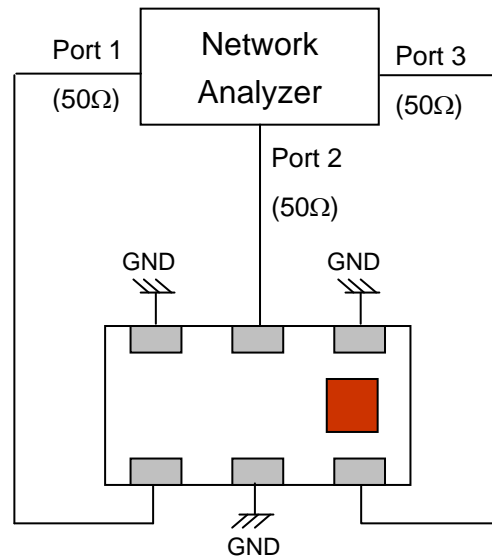 Port 1
(50Ω)
Network
Analyzer
Port 3
(50Ω)
Port 2
(50Ω)
GND
GND
GND